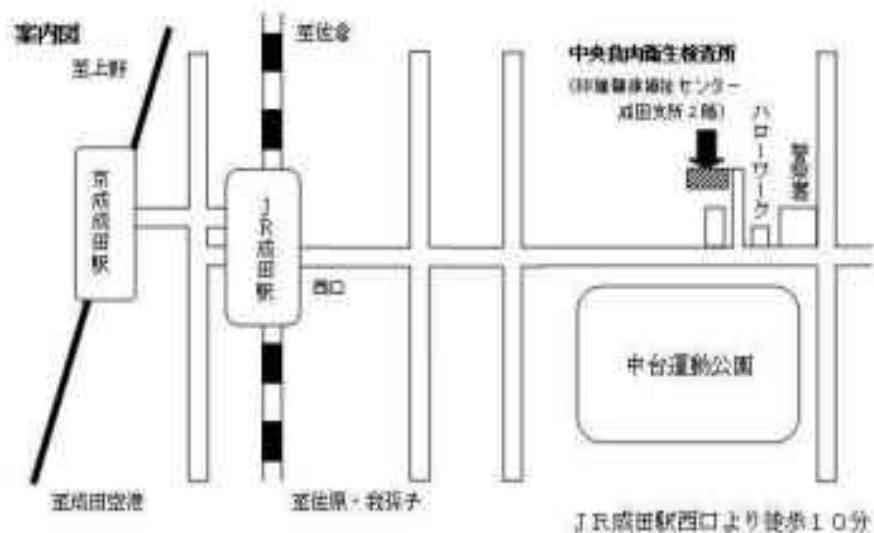 案内図
至佐倉
至上野
中央食肉衛生検査所
(印旛健康福祉センター
成田支所2階)
ハローワーク
警察署
京成成田駅
JR成田駅
西口
中台運動公園
至成田空港
至佐原・我孫子
JR成田駅西口より徒歩10分